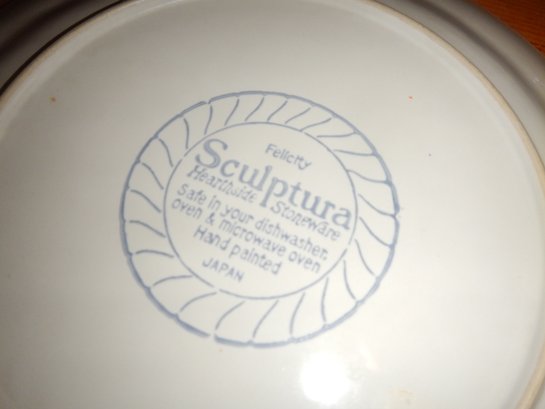 Felicity
Sculptura
Hearthside Stoneware
Safe in your dishwasher,
oven & microwave oven
Hand painted
JAPAN